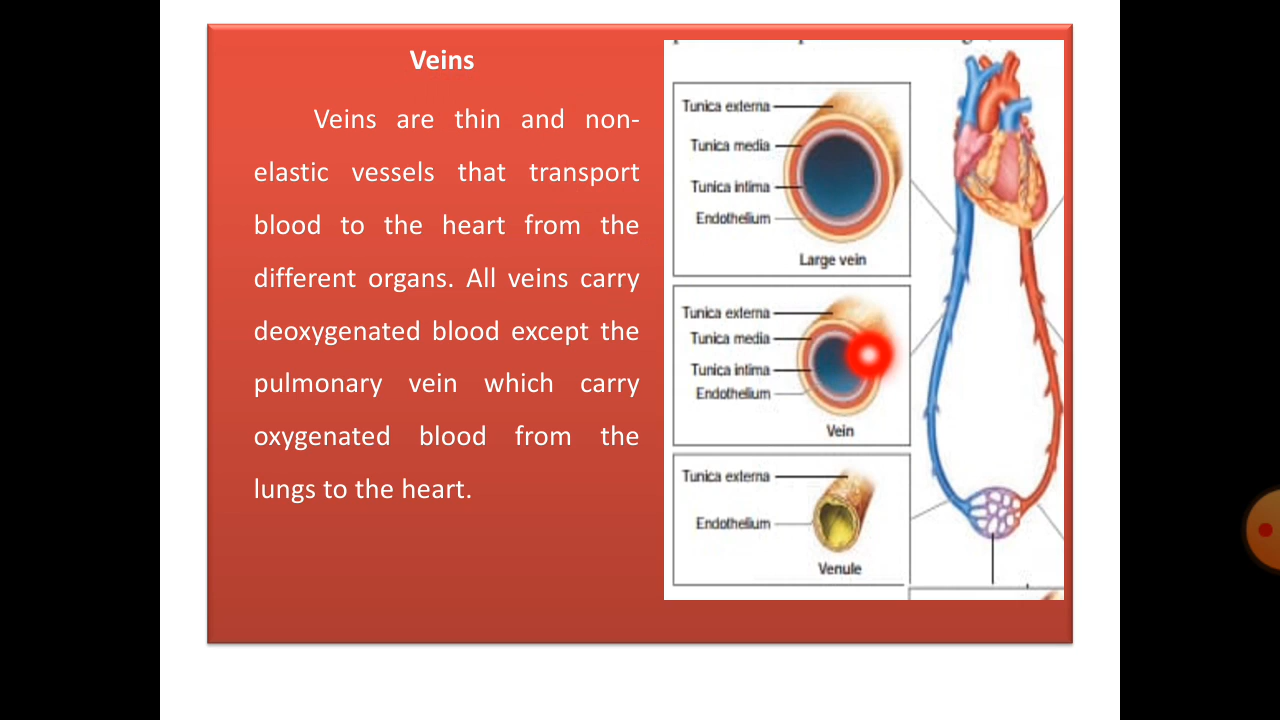 Veins
Veins are thin and non-
elastic vessels that transport
blood to the heart from the
different organs. All veins carry
deoxygenated blood except the
pulmonary vein which carry
oxygenated blood from the
lungs to the heart.
Tunica externa
Tunica media
Tunica intima
Endothelium
Large vein
Tunica externa
Tunica media
Tunica intima
Endothelium
Vein
Tunica externa
Endothelium
Venule